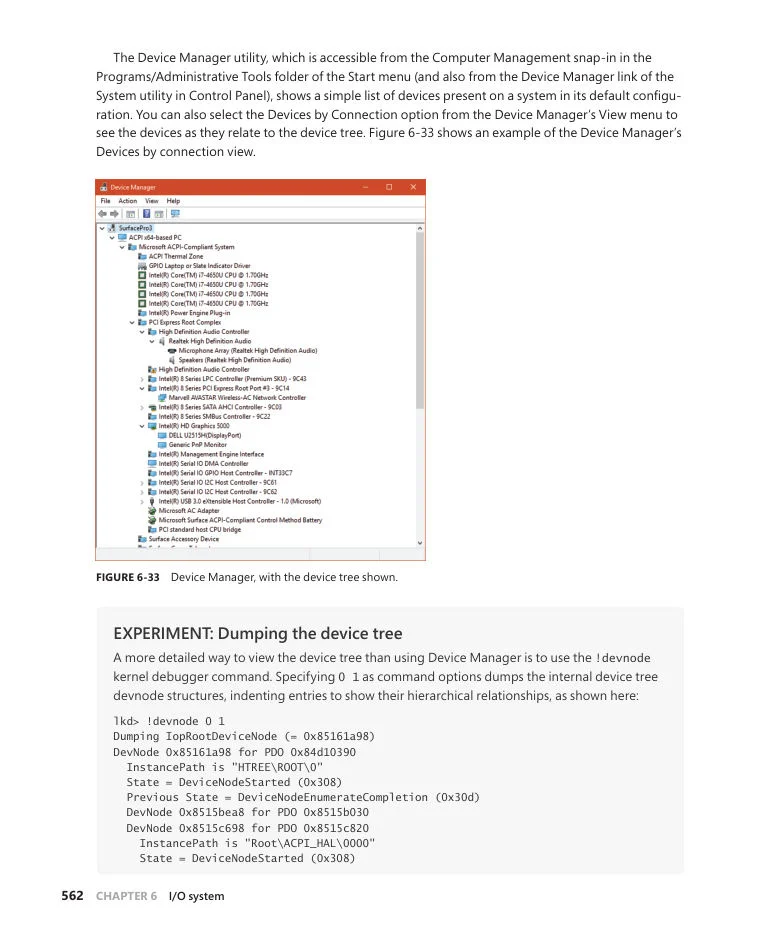 The Device Manager utility, which is accessible from the Computer Management snap-in in the
Programs/Administrative Tools folder of the Start menu (and also from the Device Manager link of the
System utility in Control Panel), shows a simple list of devices present on a system in its default configu-
ration. You can also select the Devices by Connection option from the Device Manager’s View menu to
see the devices as they relate to the device tree. Figure 6-33 shows an example of the Device Manager’s
Devices by connection view.
Device Manager
File Action View Help
SurfacePro3
ACPI x64-based PC
Microsoft ACPI-Compliant System
ACPI Thermal Zone
GPIO Laptop or Slate Indicator Driver
Intel(R) Core(TM) i7-4650U CPU @ 1.70GHz
Intel(R) Core(TM) i7-4650U CPU @ 1.70GHz
Intel(R) Core(TM) i7-4650U CPU @ 1.70GHz
Intel(R) Core(TM) i7-4650U CPU @ 1.70GHz
Intel(R) Power Engine Plug-in
PCI Express Root Complex
High Definition Audio Controller
Realtek High Definition Audio
Microphone Array (Realtek High Definition Audio)
Speakers (Realtek High Definition Audio)
High Definition Audio Controller
Intel(R) 8 Series LPC Controller (Premium SKU) - 9C43
Intel(R) 8 Series PCI Express Root Port #3 - 9C14
Marvell AVASTAR Wireless-AC Network Controller
Intel(R) 8 Series SATA AHCI Controller - 9C03
Intel(R) 8 Series SMBus Controller - 9C22
Intel(R) HD Graphics 5000
DELL U2515H(DisplayPort)
Generic PnP Monitor
Intel(R) Management Engine Interface
Intel(R) Serial IO DMA Controller
Intel(R) Serial IO GPIO Host Controller - INT33C7
Intel(R) Serial IO I2C Host Controller - 9C61
Intel(R) Serial IO I2C Host Controller - 9C62
Intel(R) USB 3.0 eXtensible Host Controller - 1.0 (Microsoft)
Microsoft AC Adapter
Microsoft Surface ACPI-Compliant Control Method Battery
PCI standard host CPU bridge
Surface Accessory Device
FIGURE 6-33 Device Manager, with the device tree shown.
EXPERIMENT: Dumping the device tree
A more detailed way to view the device tree than using Device Manager is to use the !devnode
kernel debugger command. Specifying 0 1 as command options dumps the internal device tree
devnode structures, indenting entries to show their hierarchical relationships, as shown here:
lkd> !devnode 0 1
Dumping IopRootDeviceNode (= 0x85161a98)
DevNode 0x85161a98 for PDO 0x84d10390
InstancePath is "HTREE\ROOT\0"
State = DeviceNodeStarted (0x308)
Previous State = DeviceNodeEnumerateCompletion (0x30d)
DevNode 0x8515bea8 for PDO 0x8515b030
DevNode 0x8515c698 for PDO 0x8515c820
InstancePath is "Root\ACPI_HAL\0000"
State = DeviceNodeStarted (0x308)
562 CHAPTER 6 I/O system